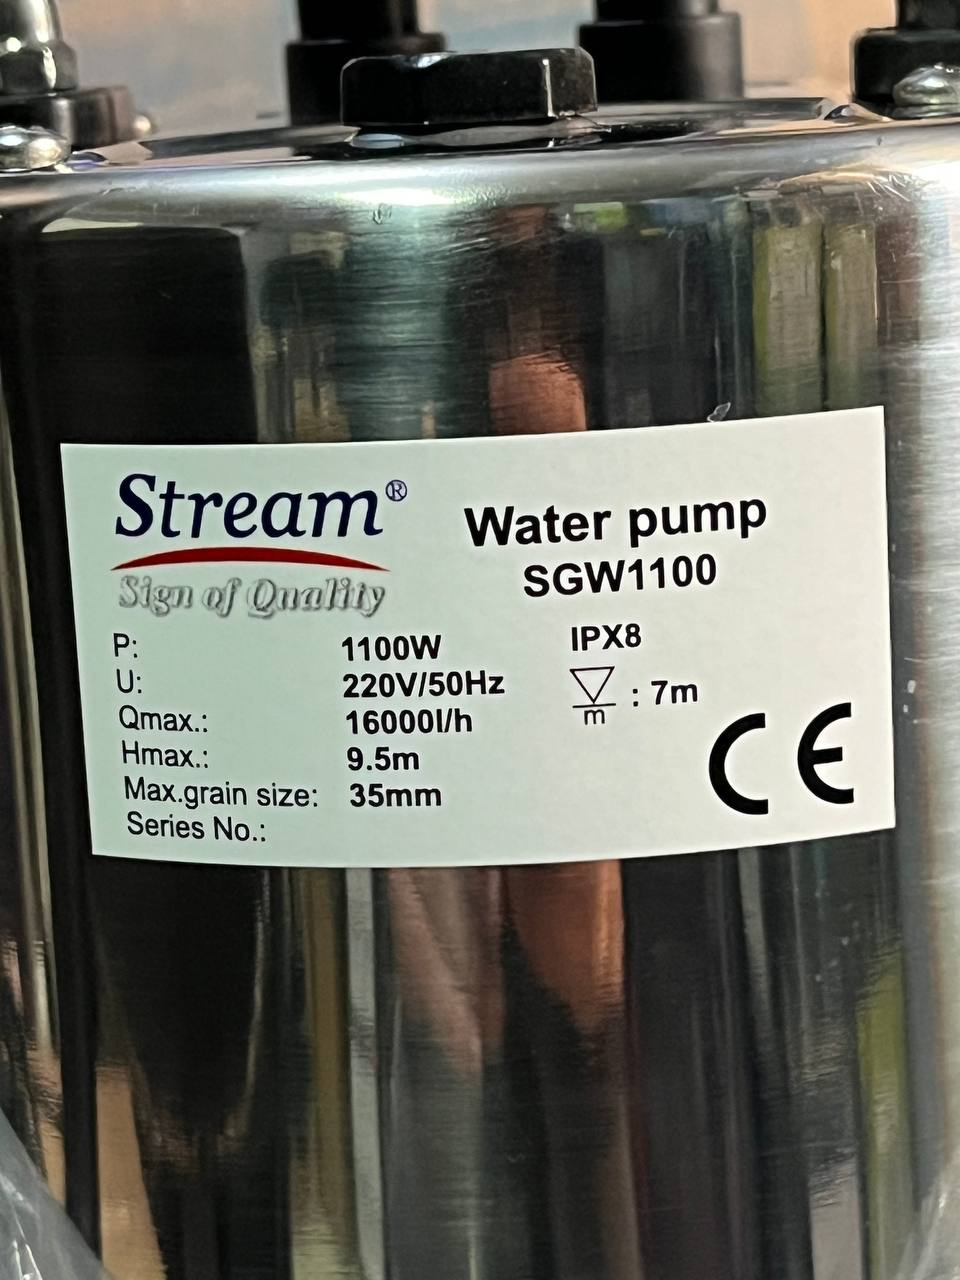 Stream®
Sign of Quality
Water pump
SGW1100
P: 1100W
U: 220V/50Hz
Qmax.: 16000l/h
Hmax.: 9.5m
Max.grain size: 35mm
Series No.:
IPX8
m : 7m
CE